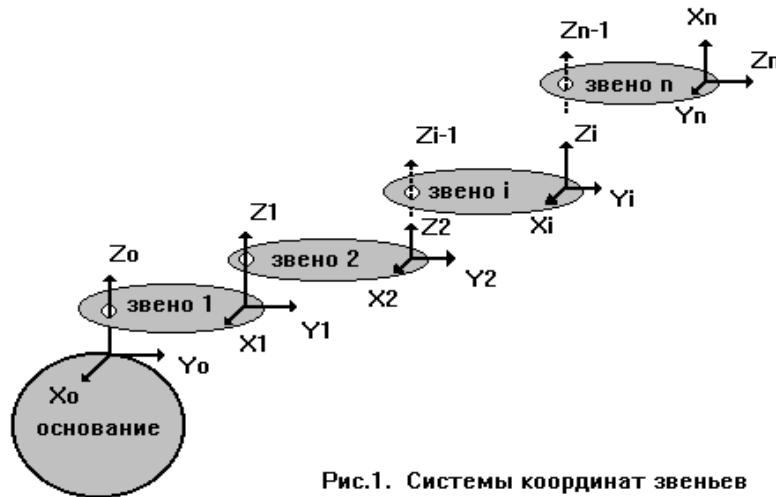 Xn
Zn-1
Zn
звено n
Yn
Zi-1
Zi
звено i
Yi
Xi
Z1
Z2
звено 2
Y2
X2
Zo
звено 1
X1
Y1
Yo
Xo
основание
Рис.1. Системы координат звеньев